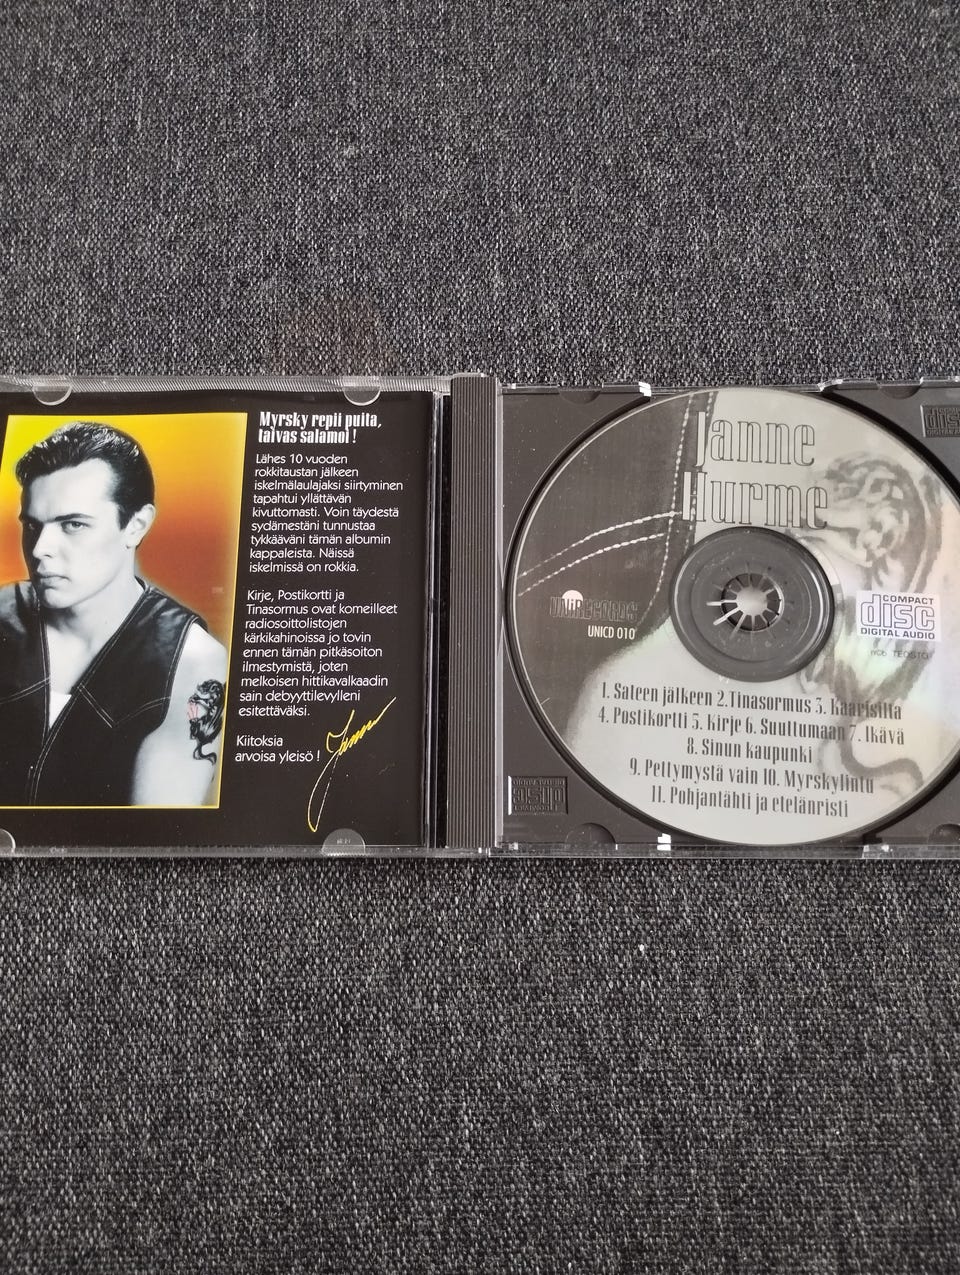 Myrsky repii puita,
taivas salamoi !
Lähes 10 vuoden
rokkitaustan jälkeen
iskelmälaulajaksi siirtyminen
tapahtui yllättävän
kivuttomasti. Voin täydestä
sydämestäni tunnustaa
tykkääväni tämän albumin
kappaleista. Näissä
iskelmissä on rokkia.
Kirje, Postikortti ja
Tinasormus ovat komeilleet
radiosoittolistojen
kärkikahinoissa jo tovin
ennen tämän pitkäsoiton
ilmestymistä, joten
melkoisen hittikavalkaadin
sain debyyttilevylleni
esitettäväksi.
Kiitoksia
arvoisa yleisö !
Janne
Janne
Hurme
UNIRECORDS
UNICD 010
COMPACT
disc
DIGITAL AUDIO
ncb TEOSTO
1. Sateen jälkeen 2.Tinasormus 3. Kaarisilta
4. Postikortti 5. Kirje 6. Suuttumaan 7. Ikävä
8. Sinun kaupunki
9. Pettymystä vain 10. Myrskylintu
11. Pohjantähti ja etelänristi